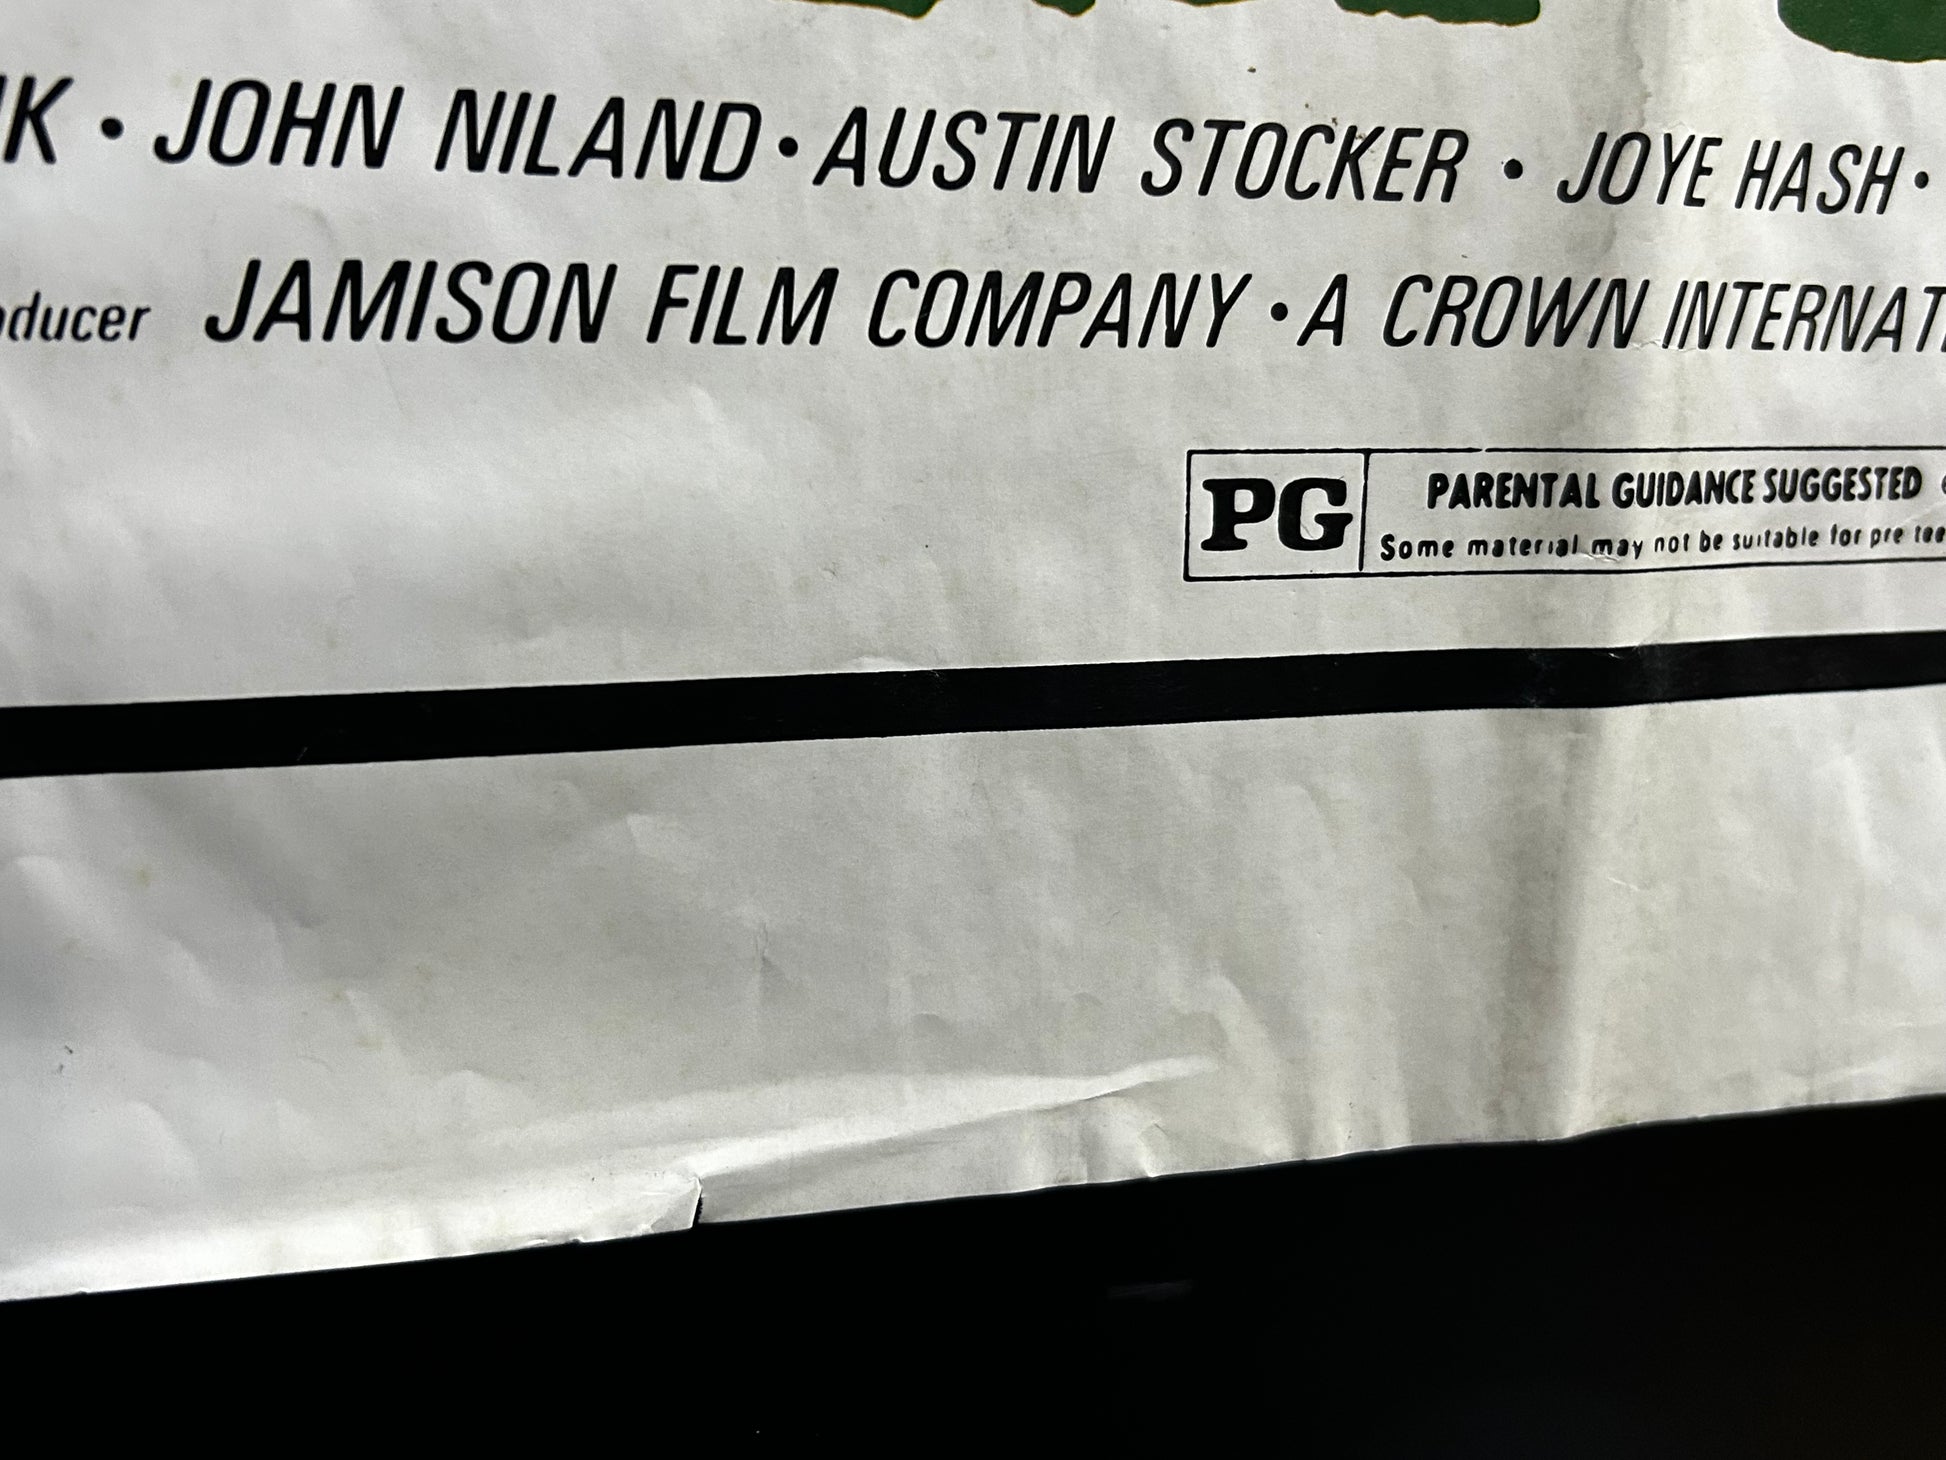 K • JOHN NILAND • AUSTIN STOCKER • JOYE HASH •
ducer JAMISON FILM COMPANY • A CROWN INTERNAT
PG
PARENTAL GUIDANCE SUGGESTED
Some material may not be suitable for pre tee